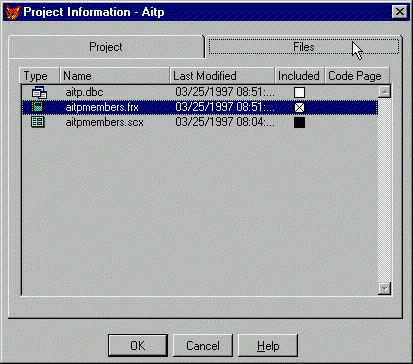 Project Information - Aitp
Project Files
Type Name Last Modified Included Code Page
aitp.dbc 03/25/1997 08:51:...
aitpmembers.frx 03/25/1997 08:51:...
aitpmembers.scx 03/25/1997 08:04:...
OK Cancel Help